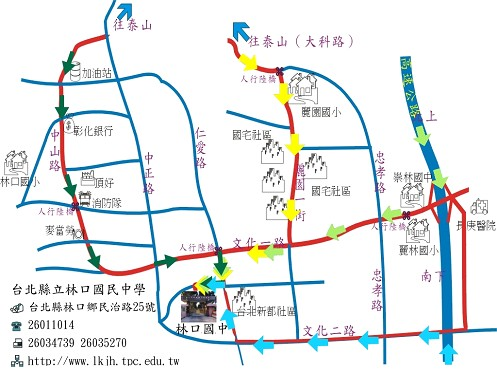 往泰山
往泰山（大科路）
高速公路
北上
加油站
人行陸橋
麗園國小
彰化銀行
仁愛路
國宅社區
中山路
中正路
忠孝路
崇林國中
林口國小
頂好
麗園一街
國宅社區
消防隊
人行陸橋
長庚醫院
麥當勞
人行陸橋
文化一路
人行陸橋
麗林國小
南下
忠孝路
台北縣立林口國民中學
台北縣林口鄉民治路25號
林口國中
台北新都社區
26011014
文化二路
26034739 26035270
http://www.lkjh.tpc.edu.tw